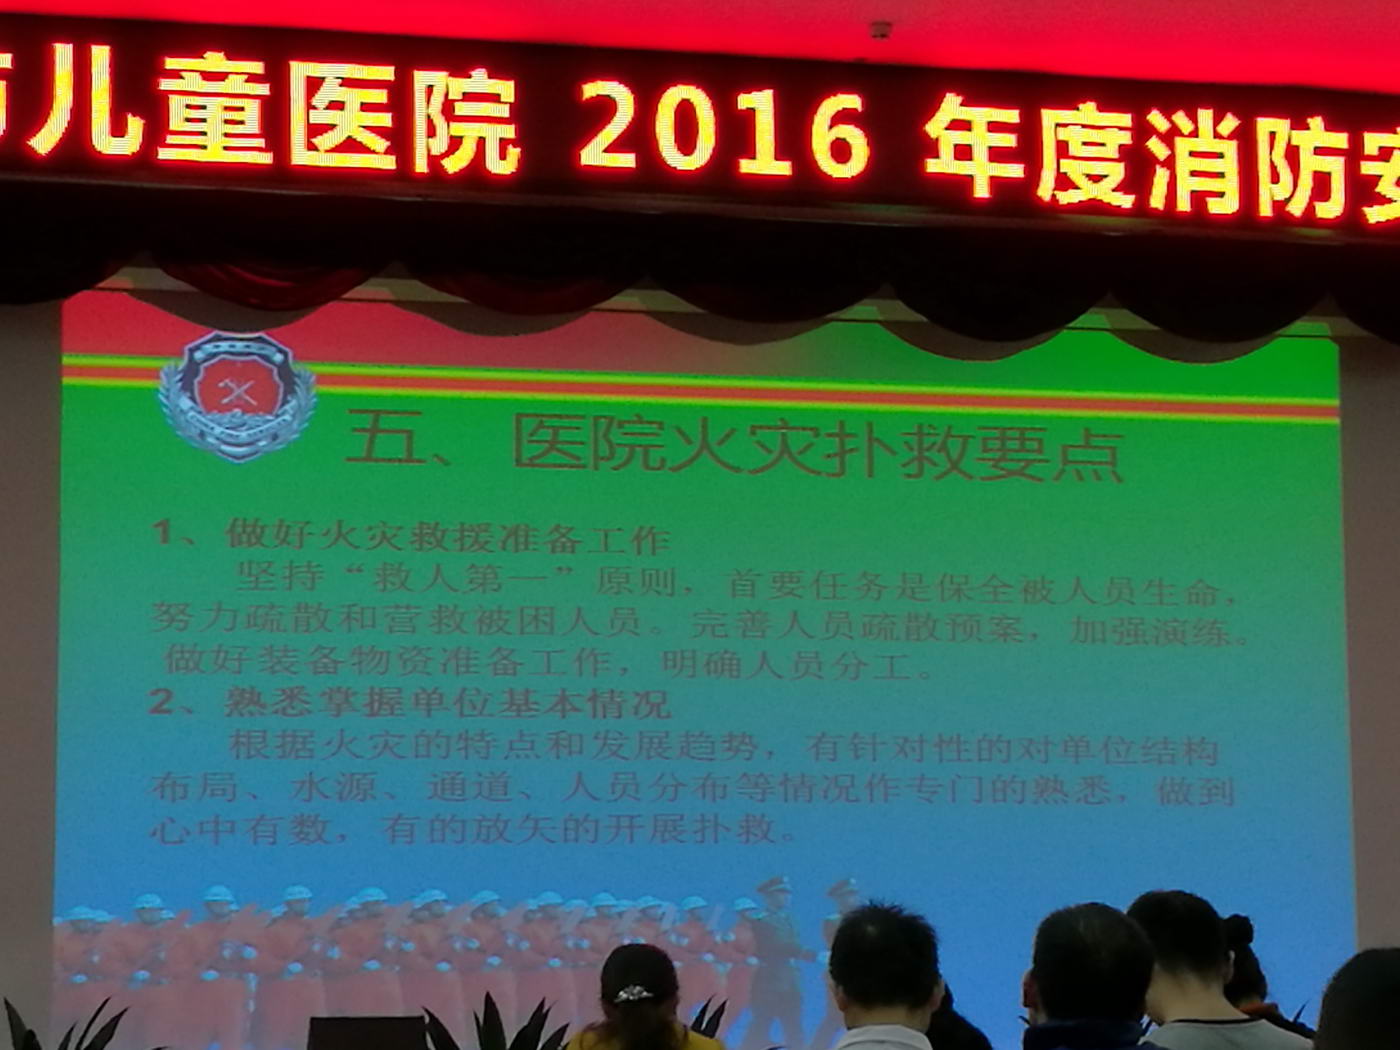 儿童医院 2016 年度消防安
五、医院火灾扑救要点
1、做好火灾救援准备工作
坚持“救人第一”原则，首要任务是保全被人员生命，
努力疏散和营救被困人员。完善人员疏散预案，加强演练。
做好装备物资准备工作，明确人员分工。
2、熟悉掌握单位基本情况
根据火灾的特点和发展趋势，有针对性的对单位结构
布局、水源、通道、人员分布等情况作专门的熟悉，做到
心中有数，有的放矢的开展扑救。